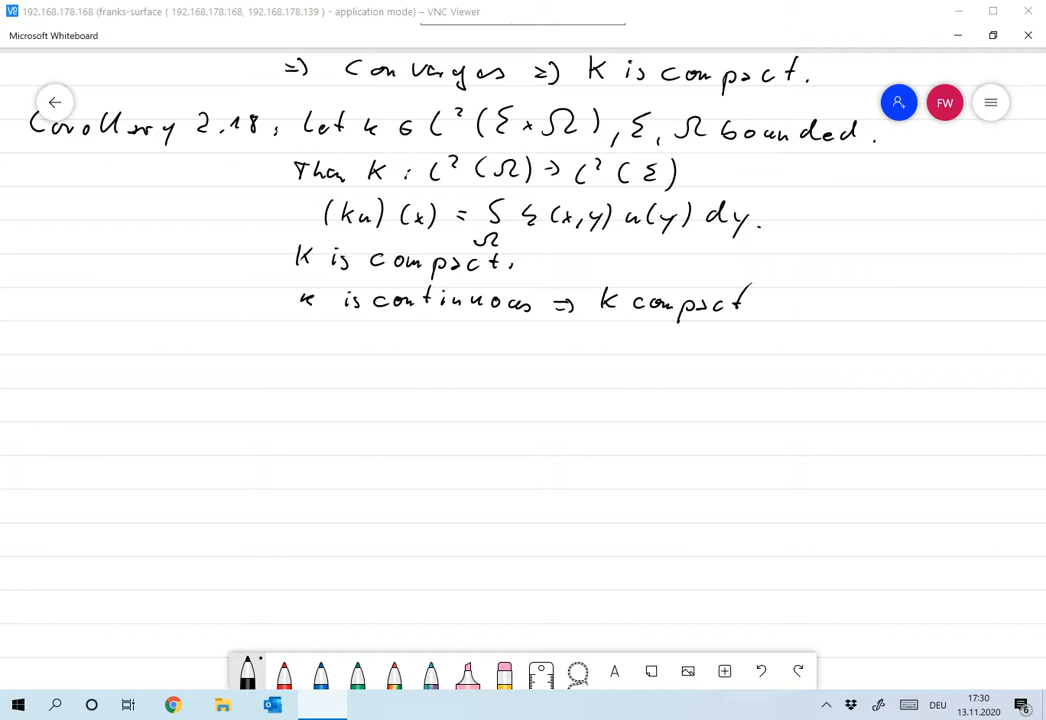 192.168.178.168 (franks-surface ( 192.168.178.168, 192.168.178.139 ) - application mode) – VNC Viewer
Microsoft Whiteboard
=> Converges => K is compact.
FW
Corollary 2.18: Let k ∈ L²(Σ × Ω), Σ, Ω bounded.
Then K : L²(Ω) → L²(Σ)
(Ku)(x) = ∫_Ω k(x,y) u(y) dy.
K is compact.
k is continuous => K compact
A
DEU
17:30
13.11.2020
6